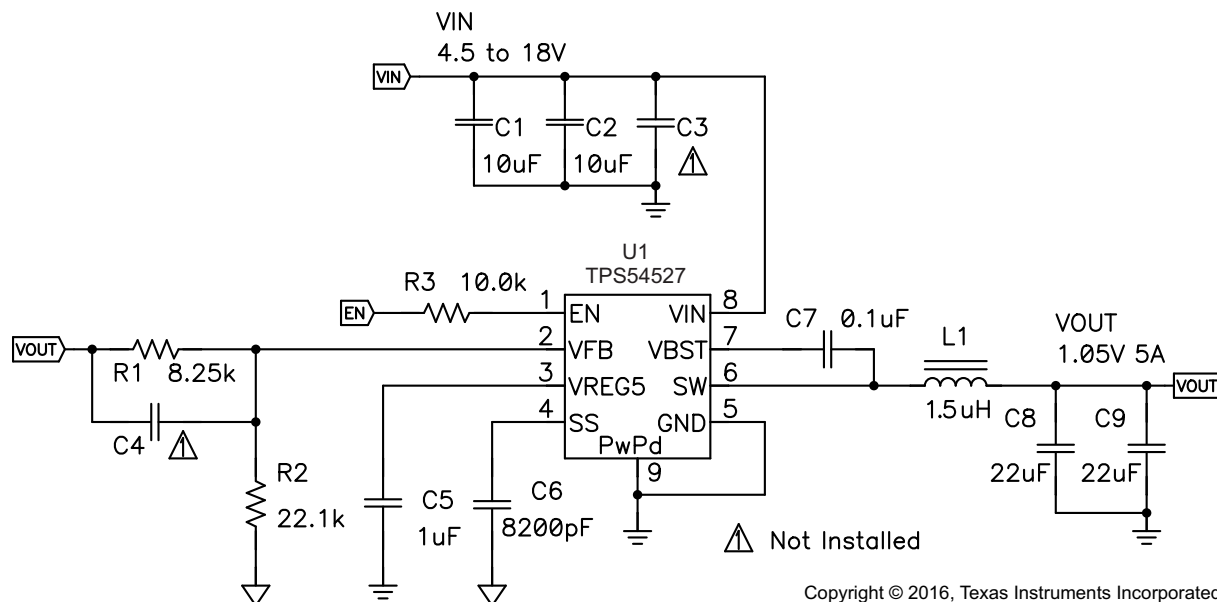 VIN
4.5 to 18V
VIN
C1
C2
C3
10uF
10uF
1
U1
TPS54527
R3 10.0k
EN
1
EN
VIN
8
C7
0.1uF
VOUT
R1
8.25k
2
VFB
VBST
7
L1
VOUT
1.05V 5A
3
VREG5
SW
6
1.5uH
VOUT
C4
1
4
SS
GND
5
C8
C9
PwPd
9
22uF
22uF
R2
22.1k
C5
1uF
C6
8200pF
1 Not Installed
Copyright © 2016, Texas Instruments Incorporated